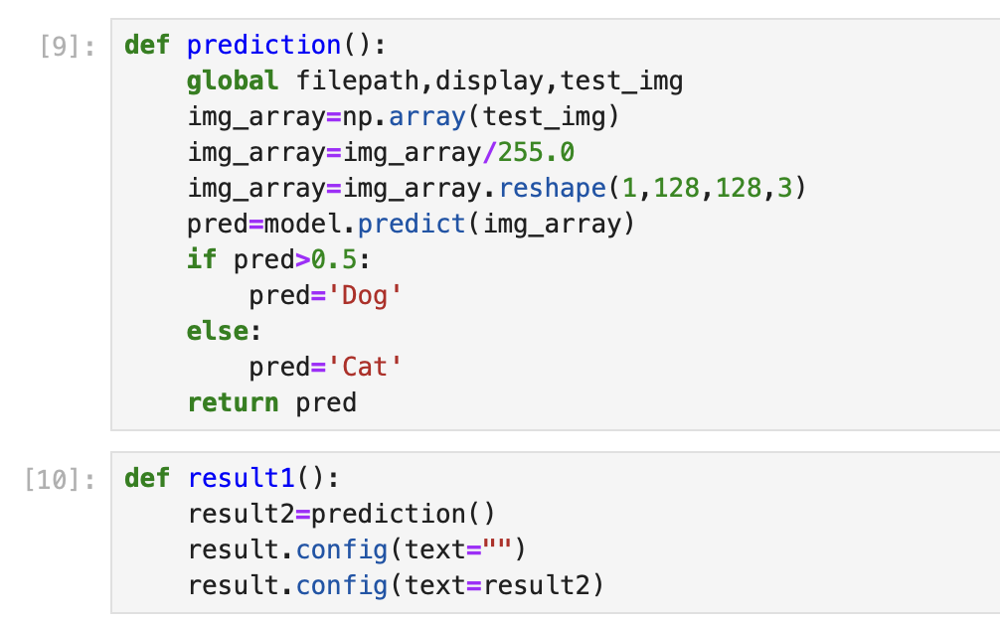 [9]: def prediction():
    global filepath,display,test_img
    img_array=np.array(test_img)
    img_array=img_array/255.0
    img_array=img_array.reshape(1,128,128,3)
    pred=model.predict(img_array)
    if pred>0.5:
        pred='Dog'
    else:
        pred='Cat'
    return pred
[10]: def result1():
    result2=prediction()
    result.config(text="")
    result.config(text=result2)